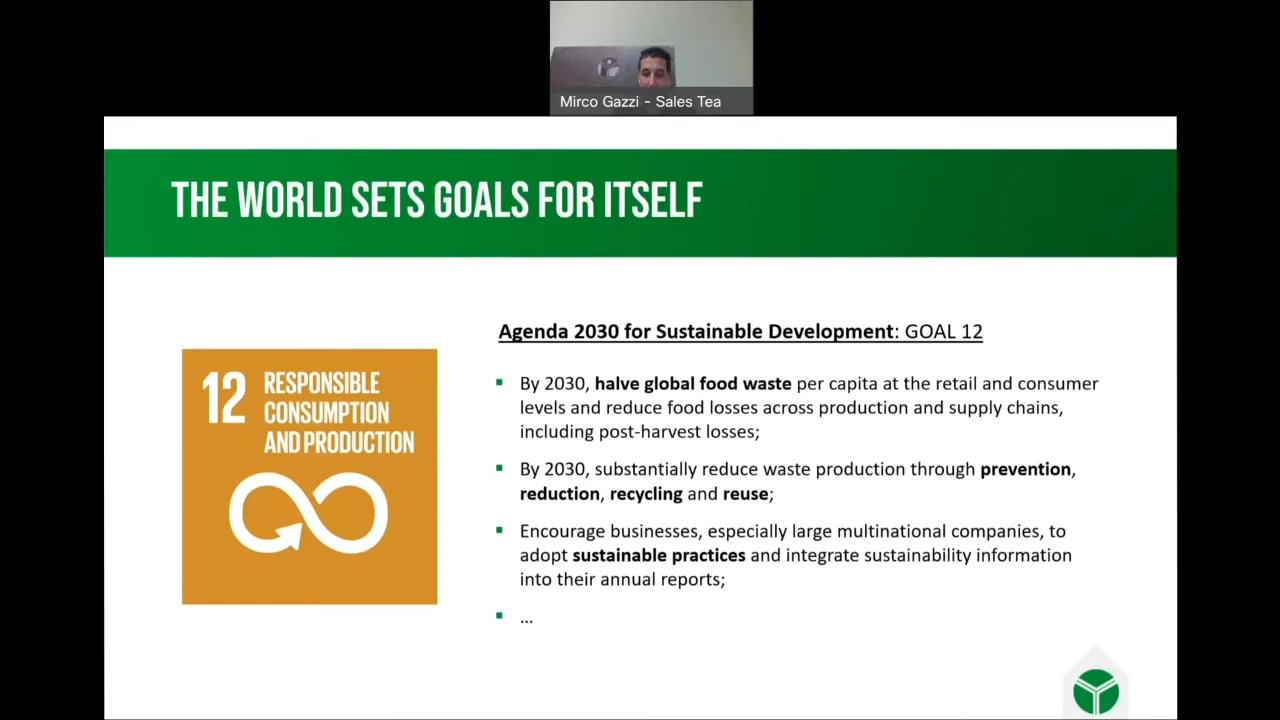 Mirco Gazzi - Sales Tea
THE WORLD SETS GOALS FOR ITSELF
Agenda 2030 for Sustainable Development: GOAL 12
12 RESPONSIBLE
CONSUMPTION
AND PRODUCTION
By 2030, halve global food waste per capita at the retail and consumer
levels and reduce food losses across production and supply chains,
including post-harvest losses;
By 2030, substantially reduce waste production through prevention,
reduction, recycling and reuse;
Encourage businesses, especially large multinational companies, to
adopt sustainable practices and integrate sustainability information
into their annual reports;
...